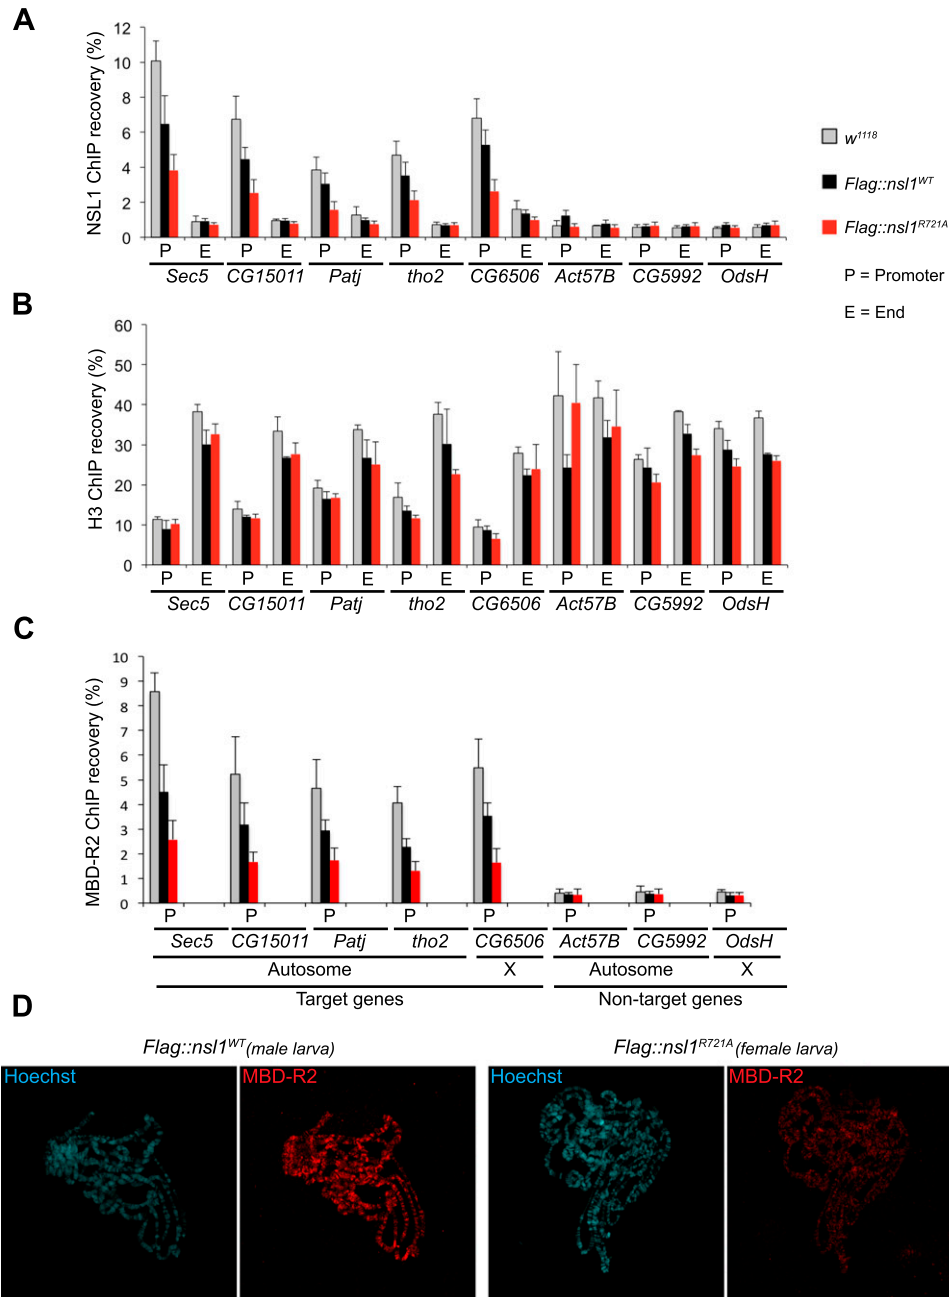 A
NSL1 ChIP recovery (%)
12
10
8
6
4
2
0
P E P E P E P E P E P E P E P E
Sec5 CG15011 Patj tho2 CG6506 Act57B CG5992 OdsH
w1118
Flag::nsl1WT
Flag::nsl1R721A
P = Promoter
E = End
B
H3 ChIP recovery (%)
60
50
40
30
20
10
0
P E P E P E P E P E P E P E P E
Sec5 CG15011 Patj tho2 CG6506 Act57B CG5992 OdsH
C
MBD-R2 ChIP recovery (%)
10
9
8
7
6
5
4
3
2
1
0
P P P P P P P P
Sec5 CG15011 Patj tho2 CG6506 Act57B CG5992 OdsH
Autosome X Autosome X
Target genes Non-target genes
D
Flag::nsl1WT (male larva) Flag::nsl1R721A (female larva)
Hoechst MBD-R2 Hoechst MBD-R2